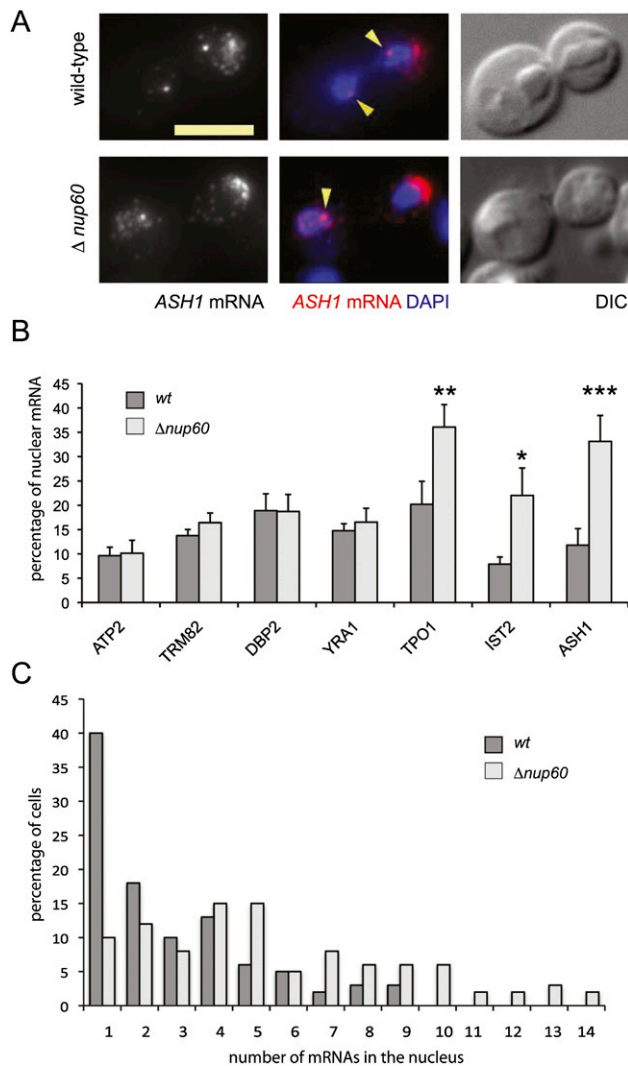 A
wild-type
Δ nup60
ASH1 mRNA
ASH1 mRNA DAPI
DIC
B
percentage of nuclear mRNA
45
40
35
30
25
20
15
10
5
0
wt
Δnup60
**
*
***
ATP2
TRM82
DBP2
YRA1
TPO1
IST2
ASH1
C
percentage of cells
45
40
35
30
25
20
15
10
5
0
wt
Δnup60
1 2 3 4 5 6 7 8 9 10 11 12 13 14
number of mRNAs in the nucleus